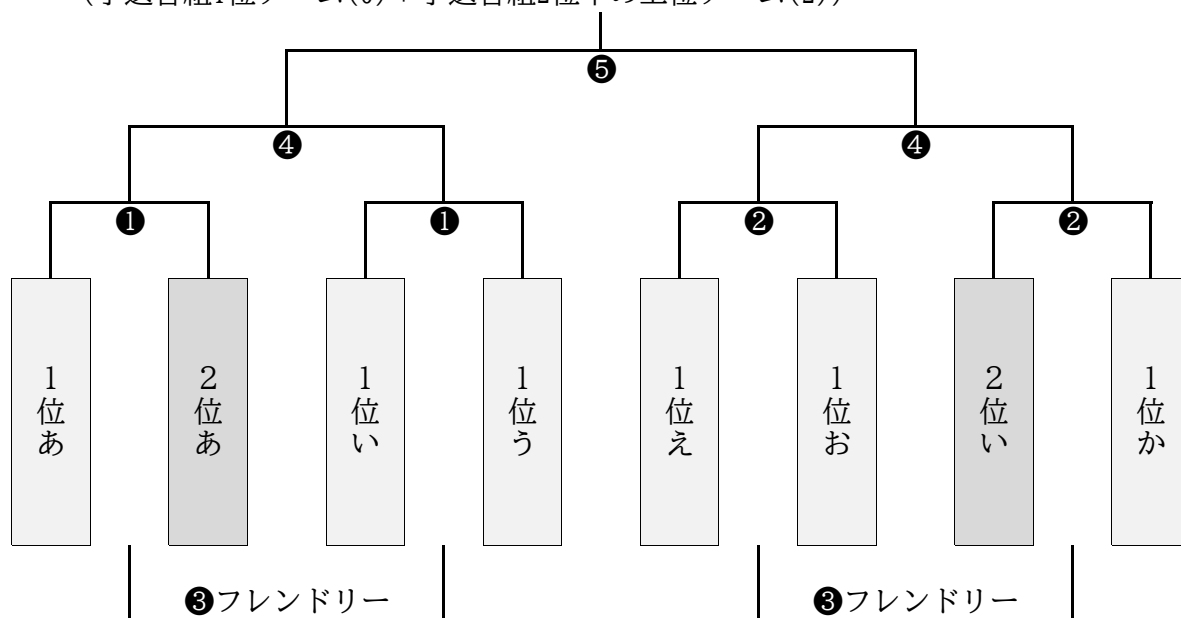 ❺
❹ ❹
❶ ❶ ❷ ❷
1位あ
2位あ
1位い
1位う
1位え
1位お
2位い
1位か
❸フレンドリー ❸フレンドリー